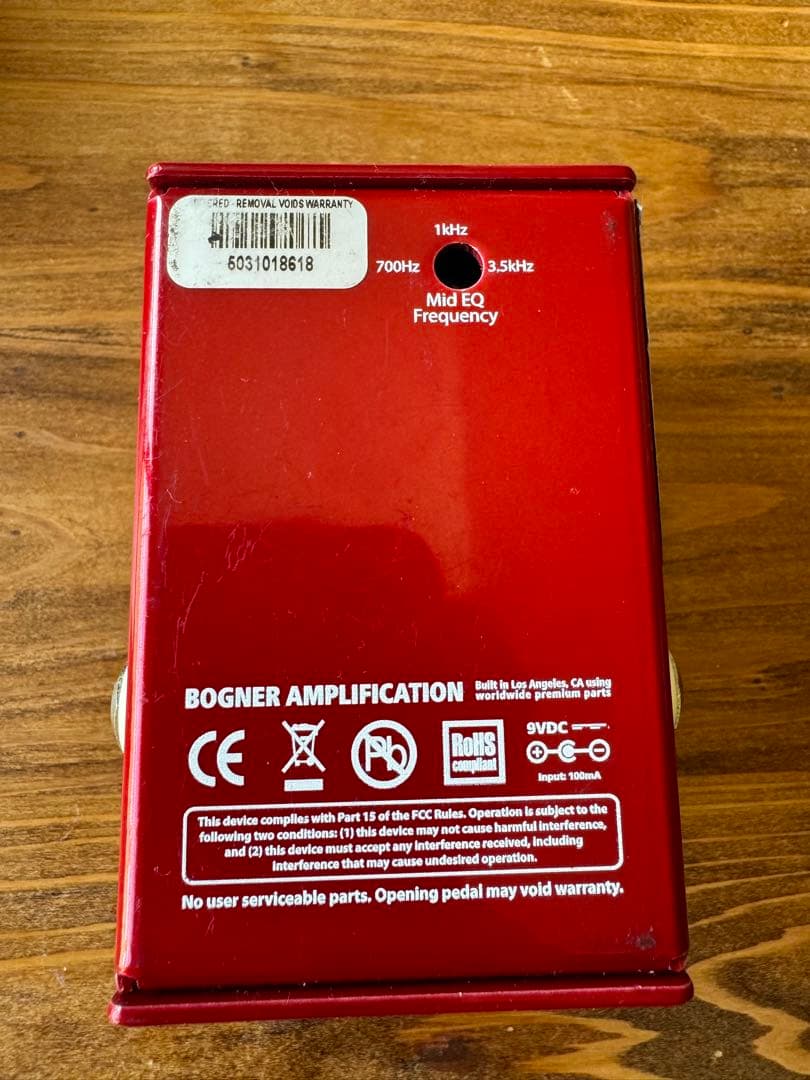 - REMOVAL VOIDS WARRANTY
5031018618
1kHz
700Hz
3.5kHz
Mid EQ
Frequency
BOGNER AMPLIFICATION
Built in Los Angeles, CA using
worldwide premium parts
CE
Pb
RoHS
compliant
9VDC
Input: 100mA
This device complies with Part 15 of the FCC Rules. Operation is subject to the
following two conditions: (1) this device may not cause harmful interference,
and (2) this device must accept any interference received, including
interference that may cause undesired operation.
No user serviceable parts. Opening pedal may void warranty.